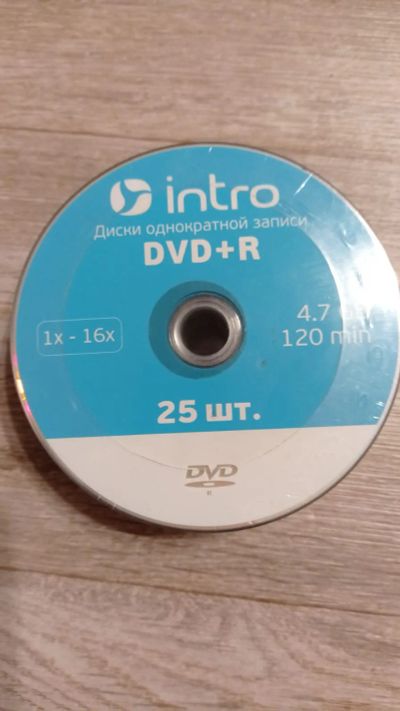 intro
Диски однократной записи
DVD+R
1x - 16x
4.7
120 min
25 шт.
DVD
R